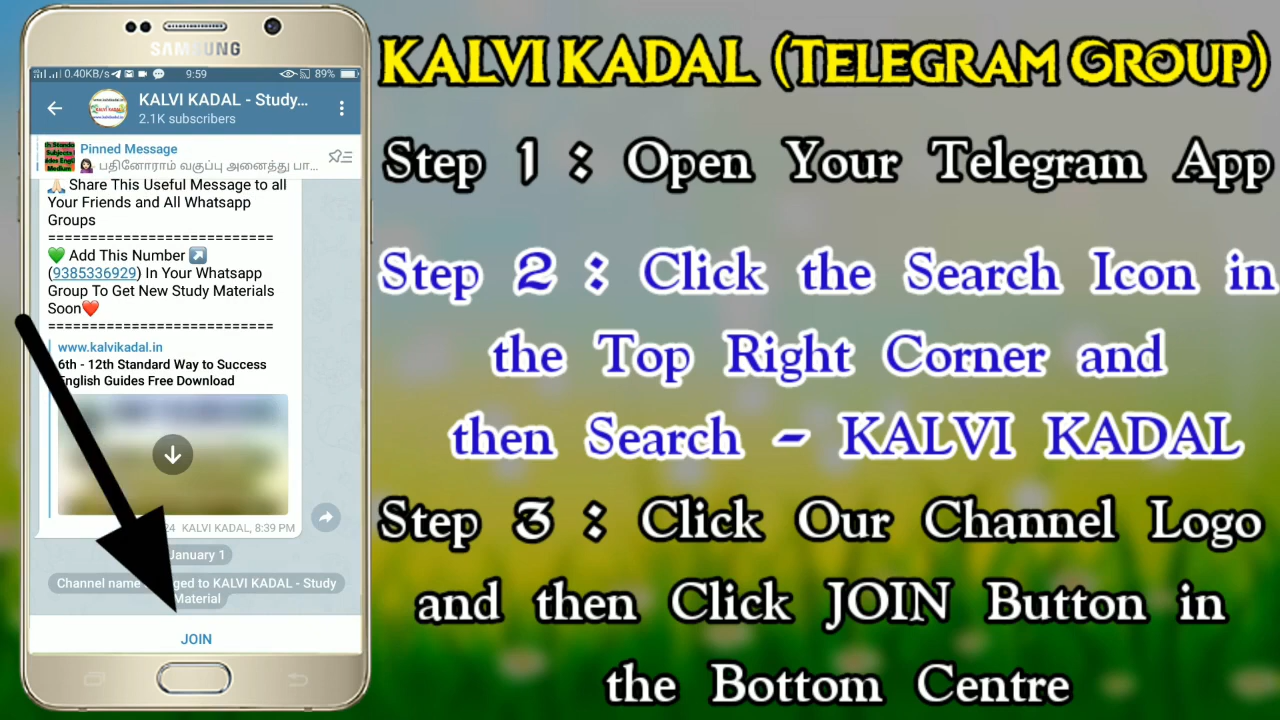 SAMSUNG
0.40KB/s 9:59 89%
KALVI KADAL - Study...
2.1K subscribers
Pinned Message
பதினோராம் வகுப்பு அனைத்து பா...
Share This Useful Message to all
Your Friends and All Whatsapp
Groups
===========================
💚 Add This Number ↗
(9385336929) In Your Whatsapp
Group To Get New Study Materials
Soon❤️
===========================
www.kalvikadal.in
6th - 12th Standard Way to Success
English Guides Free Download
KALVI KADAL, 8:39 PM
January 1
Channel name changed to KALVI KADAL - Study
Material
JOIN
KALVI KADAL (TELEGRAM GROUP)
Step 1 : Open Your Telegram App
Step 2 : Click the Search Icon in
the Top Right Corner and
then Search - KALVI KADAL
Step 3 : Click Our Channel Logo
and then Click JOIN Button in
the Bottom Centre